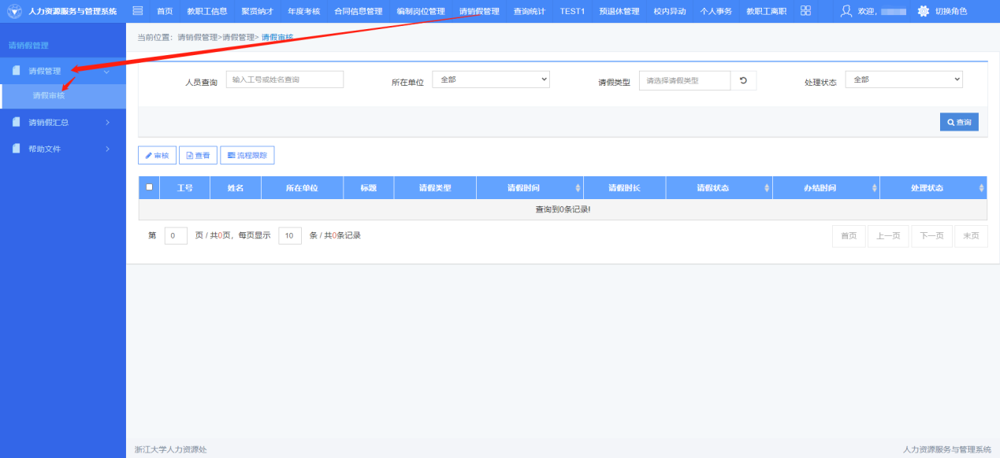 人力资源服务与管理系统 首页 教职工信息 聚贤纳才 年度考核 合同信息管理 编制岗位管理 请销假管理 查询统计 TEST1 预退休管理 校内异动 个人事务 教职工离职 欢迎, 切换角色
请销假管理
当前位置: 请销假管理>请假管理> 请假审核
请假管理
请假审核
请销假汇总
帮助文件
人员查询 输入工号或姓名查询 所在单位 全部 请假类型 请选择请假类型 处理状态 全部
查询
审核 查看 流程跟踪
工号 姓名 所在单位 标题 请假类型 请假时间 请假时长 请假状态 办结时间 处理状态
查询到0条记录!
第 0 页 / 共0页, 每页显示 10 条 / 共0条记录 首页 上一页 下一页 末页
浙江大学人力资源处 人力资源服务与管理系统